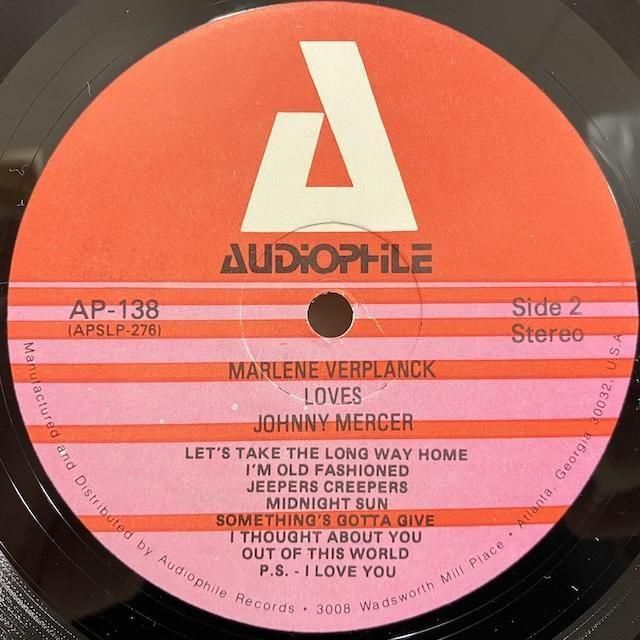 AUDIOPHILE
AP-138
(APSLP-276)
Side 2
Stereo
MARLENE VERPLANCK
LOVES
JOHNNY MERCER
LET'S TAKE THE LONG WAY HOME
I'M OLD FASHIONED
JEEPERS CREEPERS
MIDNIGHT SUN
SOMETHING'S GOTTA GIVE
I THOUGHT ABOUT YOU
OUT OF THIS WORLD
P.S. - I LOVE YOU
Manufactured and Distributed by Audiophile Records • 3008 Wadsworth Mill Place • Atlanta, Georgia 30032, U.S.A